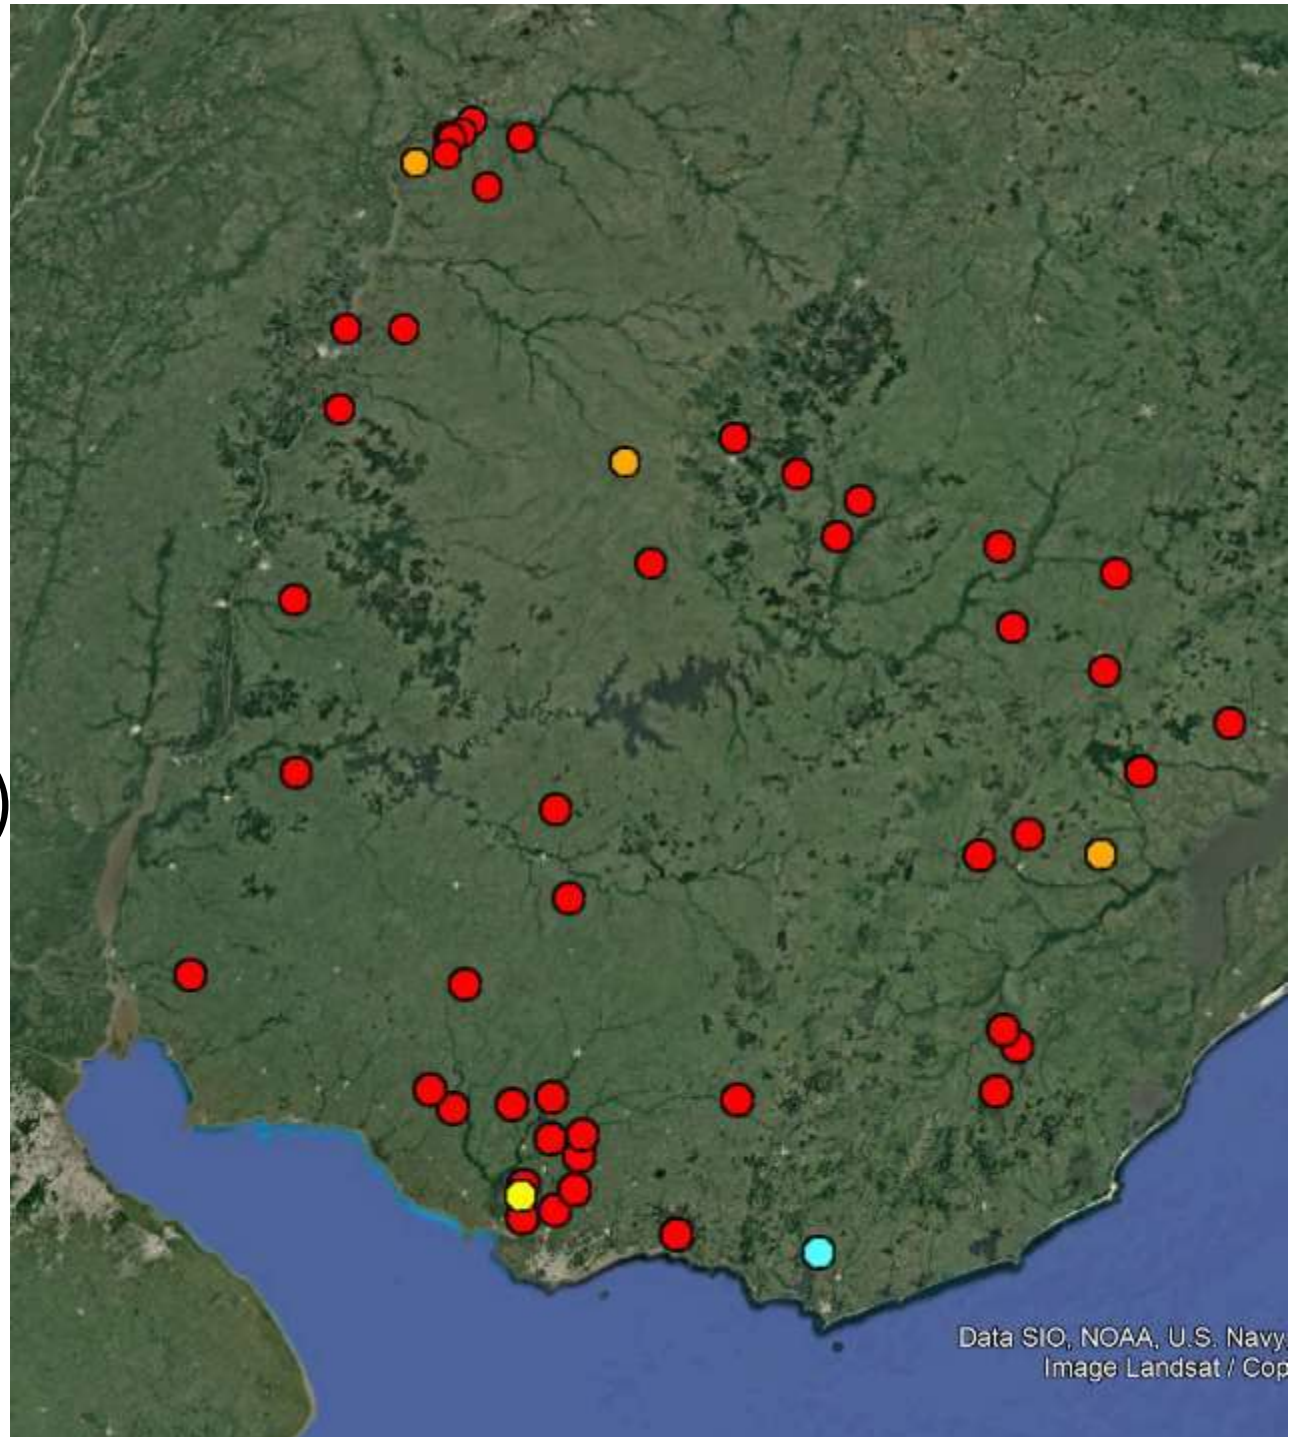 )
Data SIO, NOAA, U.S. Navy,
Image Landsat / Cop